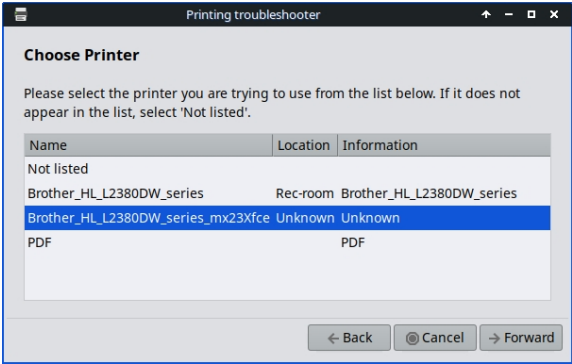 Printing troubleshooter
Choose Printer
Please select the printer you are trying to use from the list below. If it does not
appear in the list, select 'Not listed'.
Name Location Information
Not listed
Brother_HL_L2380DW_series Rec-room Brother_HL_L2380DW_series
Brother_HL_L2380DW_series_mx23Xfce Unknown Unknown
PDF PDF
Back Cancel Forward